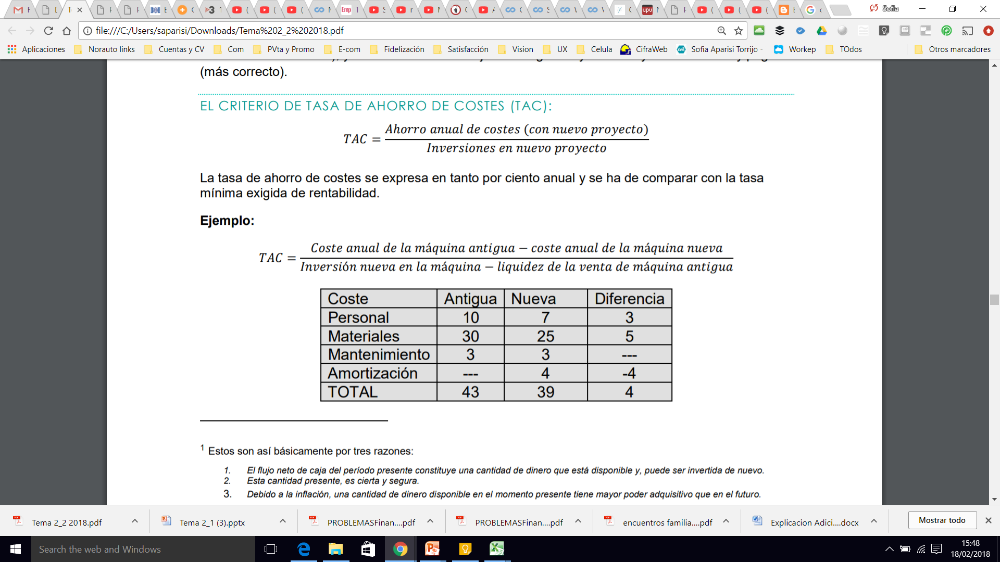 Sofia
file:///C:/Users/saparisi/Downloads/Tema%202_2%202018.pdf
Aplicaciones Norauto links Cuentas y CV Com PVta y Promo E-com Fidelización Satisfacción Vision UX Celula CifraWeb Sofia Aparisi Torrijo - Workep TOdos Otros marcadores
(más correcto).
EL CRITERIO DE TASA DE AHORRO DE COSTES (TAC):
TAC = Ahorro anual de costes (con nuevo proyecto)
Inversiones en nuevo proyecto
La tasa de ahorro de costes se expresa en tanto por ciento anual y se ha de comparar con la tasa
mínima exigida de rentabilidad.
Ejemplo:
TAC = Coste anual de la máquina antigua − coste anual de la máquina nueva
Inversión nueva en la máquina − liquidez de la venta de máquina antigua
Coste Antigua Nueva Diferencia
Personal 10 7 3
Materiales 30 25 5
Mantenimiento 3 3 ---
Amortización --- 4 -4
TOTAL 43 39 4
1 Estos son así básicamente por tres razones:
1. El flujo neto de caja del período presente constituye una cantidad de dinero que está disponible y, puede ser invertida de nuevo.
2. Esta cantidad presente, es cierta y segura.
3. Debido a la inflación, una cantidad de dinero disponible en el momento presente tiene mayor poder adquisitivo que en el futuro.
Tema 2_2 2018.pdf Tema 2_1 (3).pptx PROBLEMASFinan....pdf PROBLEMASFinan....pdf encuentros familia....pdf Explicacion Adici....docx Mostrar todo
Search the web and Windows
15:48
18/02/2018